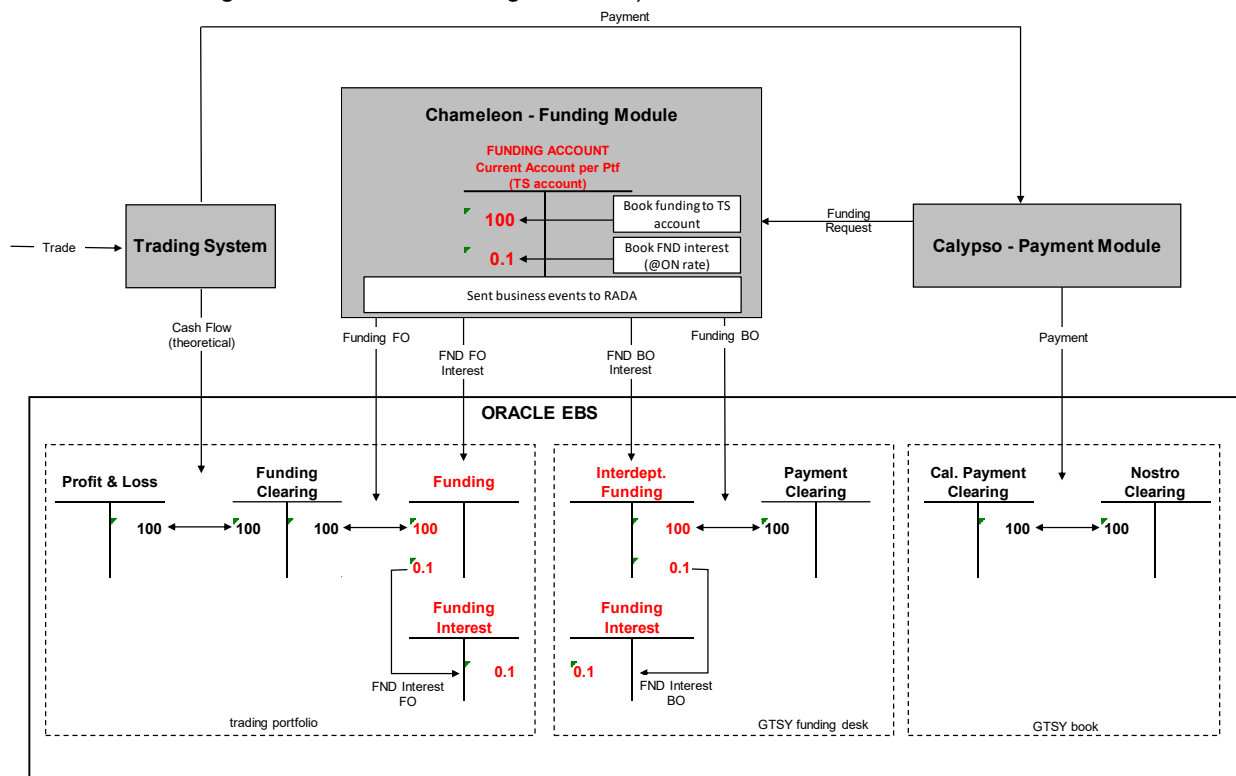 Payment
Chameleon - Funding Module
FUNDING ACCOUNT
Current Account per Ptf
(TS account)
Book funding to TS
account
100
Book FND interest
(@ON rate)
0.1
Sent business events to RADA
Trade
Trading System
Funding
Request
Calypso - Payment Module
Cash Flow
(theoretical)
Funding FO
FND FO
Interest
FND BO
Interest
Funding BO
Payment
ORACLE EBS
Profit & Loss
100
Funding
Clearing
100
100
Funding
100
0.1
Funding
Interest
0.1
FND Interest
FO
trading portfolio
Interdept.
Funding
100
0.1
Payment
Clearing
100
Funding
Interest
0.1
FND Interest
BO
GTSY funding desk
Cal. Payment
Clearing
100
Nostro
Clearing
100
GTSY book